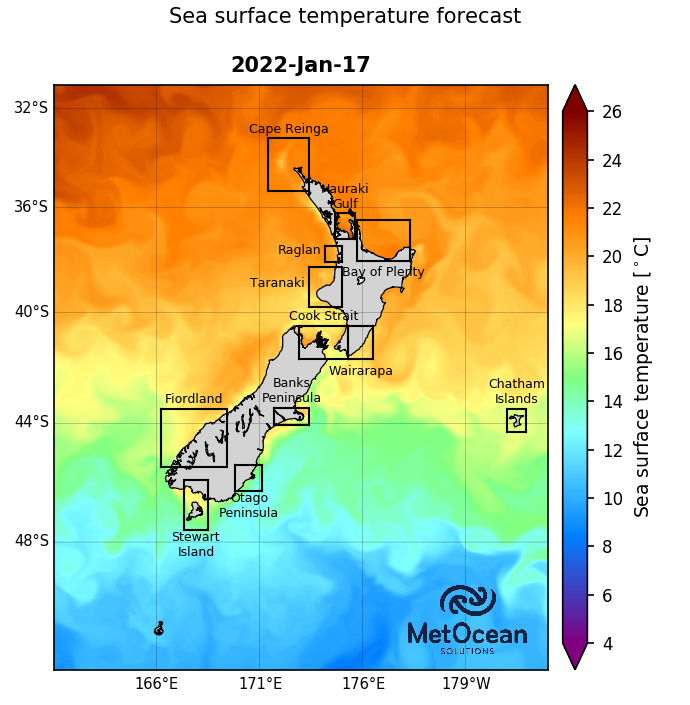 Sea surface temperature forecast
2022-Jan-17
32°S
36°S
40°S
44°S
48°S
166°E
171°E
176°E
179°W
Cape Reinga
Hauraki
Gulf
Raglan
Bay of Plenty
Taranaki
Cook Strait
Wairarapa
Banks
Peninsula
Fiordland
Chatham
Islands
Otago
Peninsula
Stewart
Island
MetOcean
SOLUTIONS
26
24
22
20
18
16
14
12
10
8
6
4
Sea surface temperature [°C]